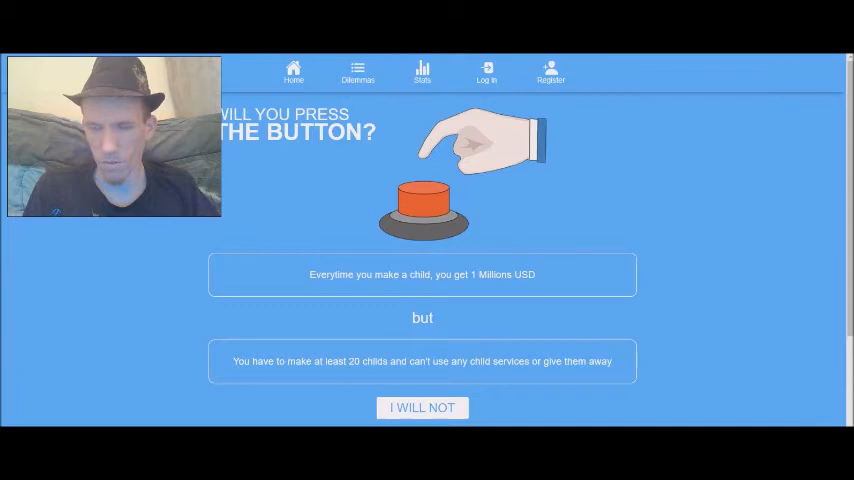 Home Dilemmas Stats Log in Register
WILL YOU PRESS
THE BUTTON?
Everytime you make a child, you get 1 Millions USD
but
You have to make at least 20 childs and can't use any child services or give them away
I WILL NOT